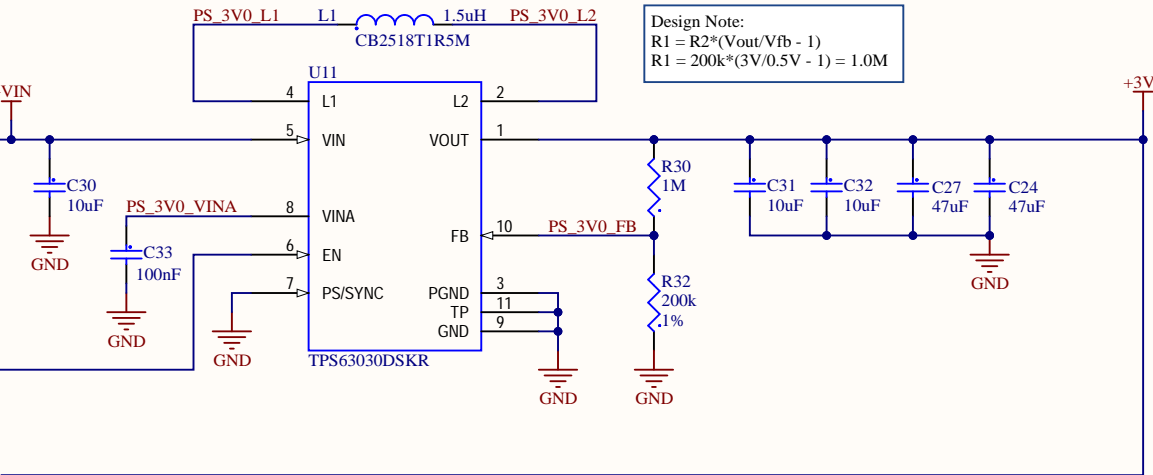 PS_3V0_L1
L1
1.5uH
PS_3V0_L2
CB2518T1R5M
Design Note:
R1 = R2*(Vout/Vfb - 1)
R1 = 200k*(3V/0.5V - 1) = 1.0M
U11
VIN
+3V
4
L1
L2
2
5
VIN
VOUT
1
C30
10uF
GND
PS_3V0_VINA
8
VINA
C33
100nF
GND
6
EN
7
PS/SYNC
GND
FB
10
PS_3V0_FB
PGND
3
TP
11
GND
9
TPS63030DSKR
GND
R30
1M
R32
200k
1%
GND
C31
10uF
C32
10uF
C27
47uF
C24
47uF
GND